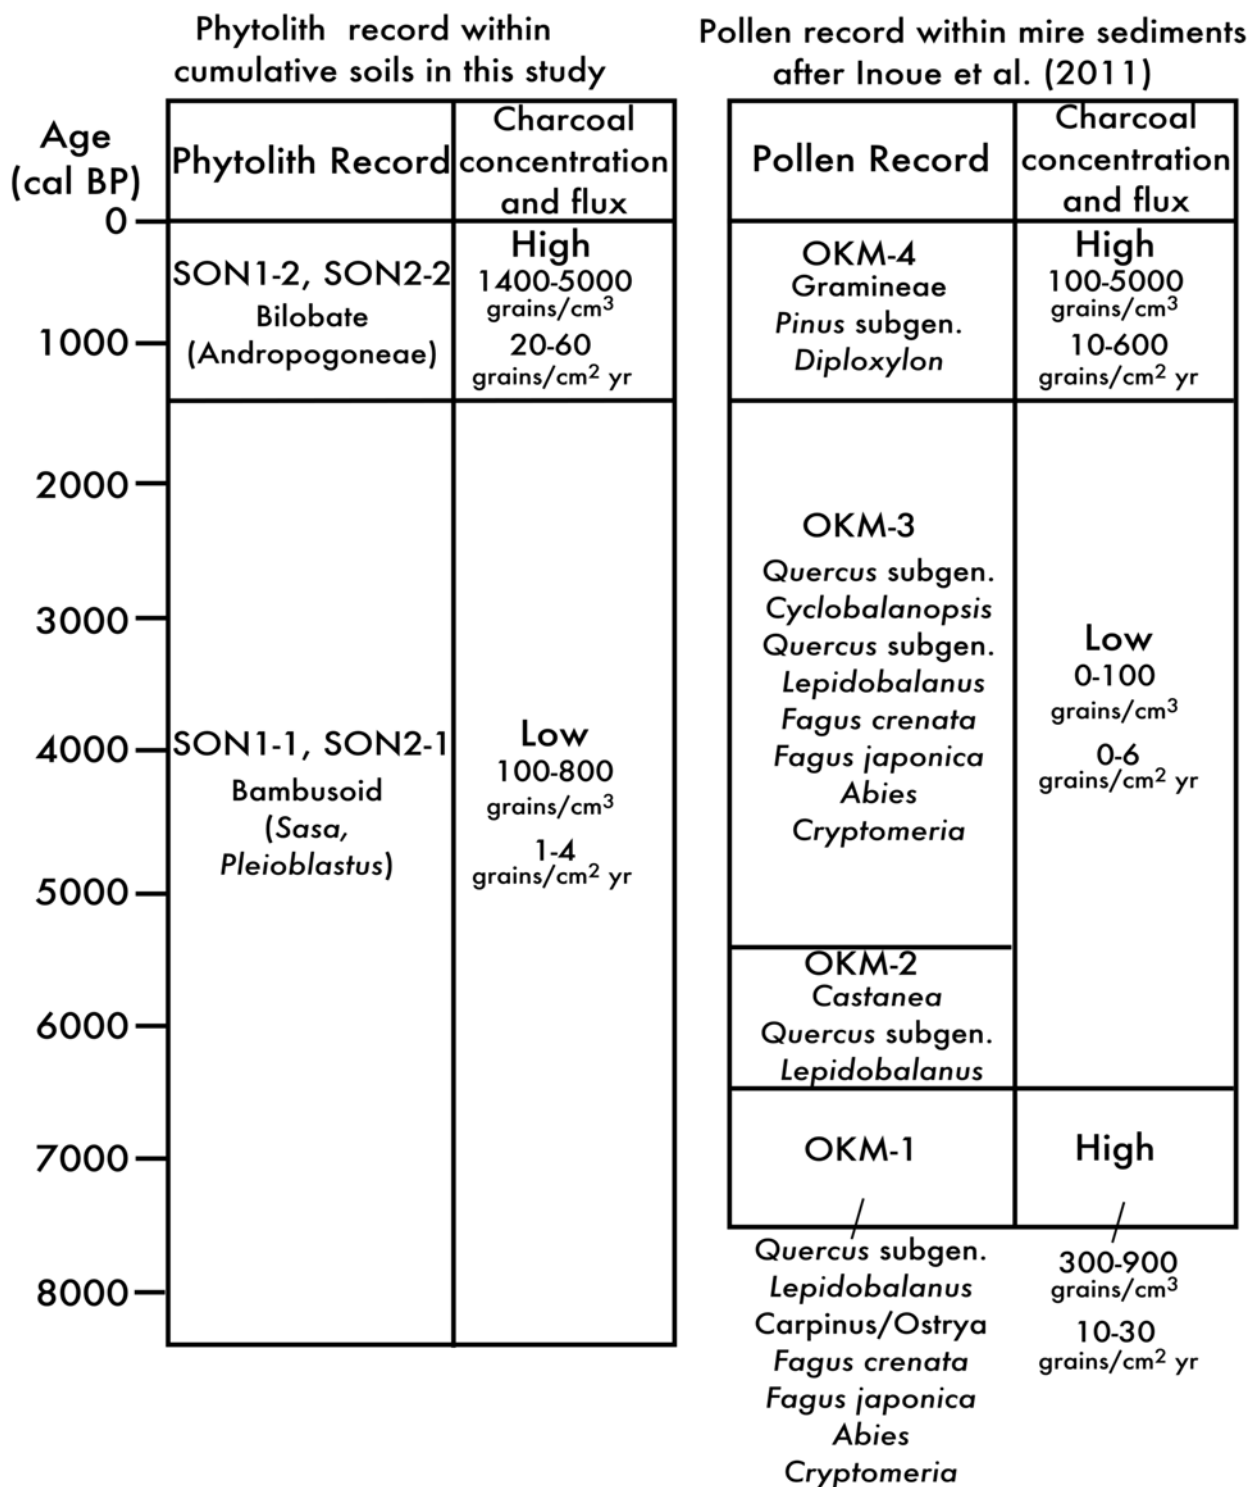 Phytolith record within
cumulative soils in this study
Age
(cal BP)
Phytolith Record
Charcoal
concentration
and flux
0
1000
2000
3000
4000
5000
6000
7000
8000
SON1-2, SON2-2
Bilobate
(Andropogoneae)
High
1400-5000
grains/cm³
20-60
grains/cm² yr
SON1-1, SON2-1
Bambusoid
(Sasa,
Pleioblastus)
Low
100-800
grains/cm³
1-4
grains/cm² yr
Pollen record within mire sediments
after Inoue et al. (2011)
Pollen Record
Charcoal
concentration
and flux
OKM-4
Gramineae
Pinus subgen.
Diploxylon
High
100-5000
grains/cm³
10-600
grains/cm² yr
OKM-3
Quercus subgen.
Cyclobalanopsis
Quercus subgen.
Lepidobalanus
Fagus crenata
Fagus japonica
Abies
Cryptomeria
Low
0-100
grains/cm³
0-6
grains/cm² yr
OKM-2
Castanea
Quercus subgen.
Lepidobalanus
OKM-1
High
Quercus subgen.
Lepidobalanus
Carpinus/Ostrya
Fagus crenata
Fagus japonica
Abies
Cryptomeria
300-900
grains/cm³
10-30
grains/cm² yr